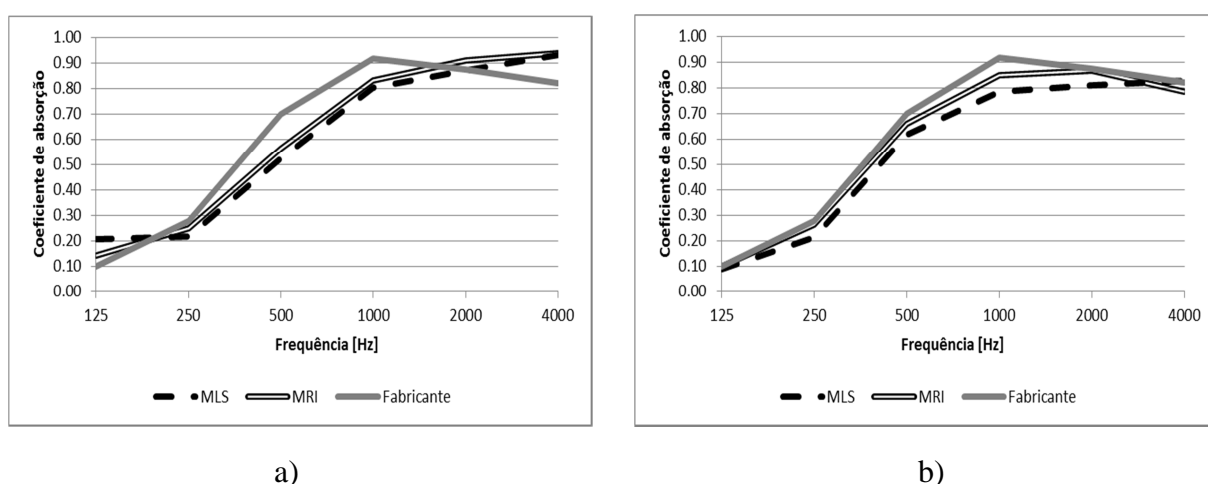 1.00
0.90
0.80
0.70
0.60
0.50
0.40
0.30
0.20
0.10
0.00
Coeficiente de absorção
125 250 500 1000 2000 4000
Frequência [Hz]
MLS MRI Fabricante
a)
1.00
0.90
0.80
0.70
0.60
0.50
0.40
0.30
0.20
0.10
0.00
Coeficiente de absorção
125 250 500 1000 2000 4000
Frequência [Hz]
MLS MRI Fabricante
b)